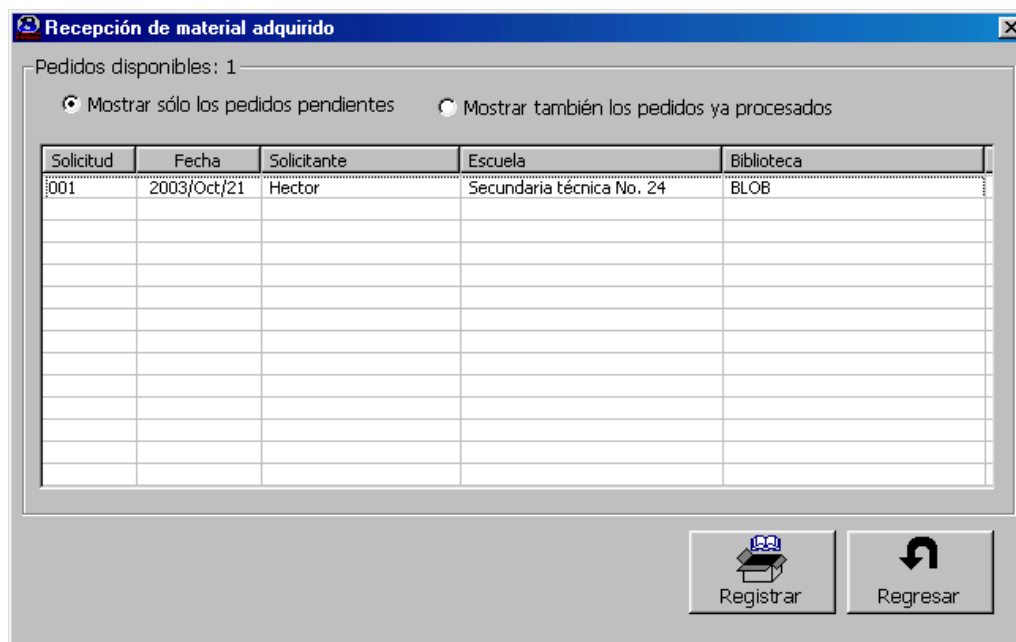 Recepción de material adquirido
Pedidos disponibles: 1
Mostrar sólo los pedidos pendientes Mostrar también los pedidos ya procesados
Solicitud Fecha Solicitante Escuela Biblioteca
001 2003/Oct/21 Hector Secundaria técnica No. 24 BLOB
Registrar Regresar